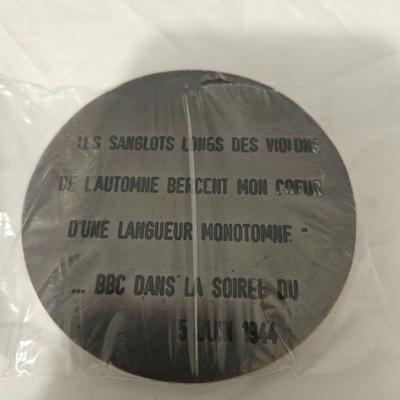 LES SANGLOTS LONGS DES VIOLONS
DE L'AUTOMNE BERCENT MON COEUR
D'UNE LANGUEUR MONOTOMNE "
... BBC DANS LA SOIREE DU
5 JUIN 1944